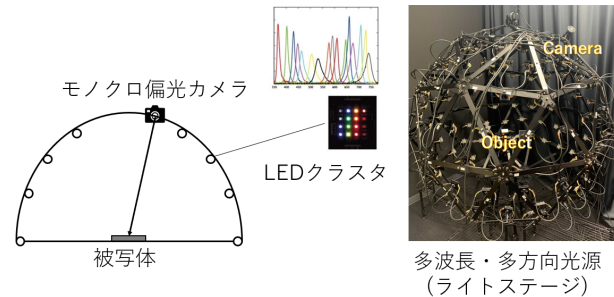 モノクロ偏光カメラ
LEDクラスタ
被写体
Camera
Object
多波長・多方向光源
（ライトステージ）